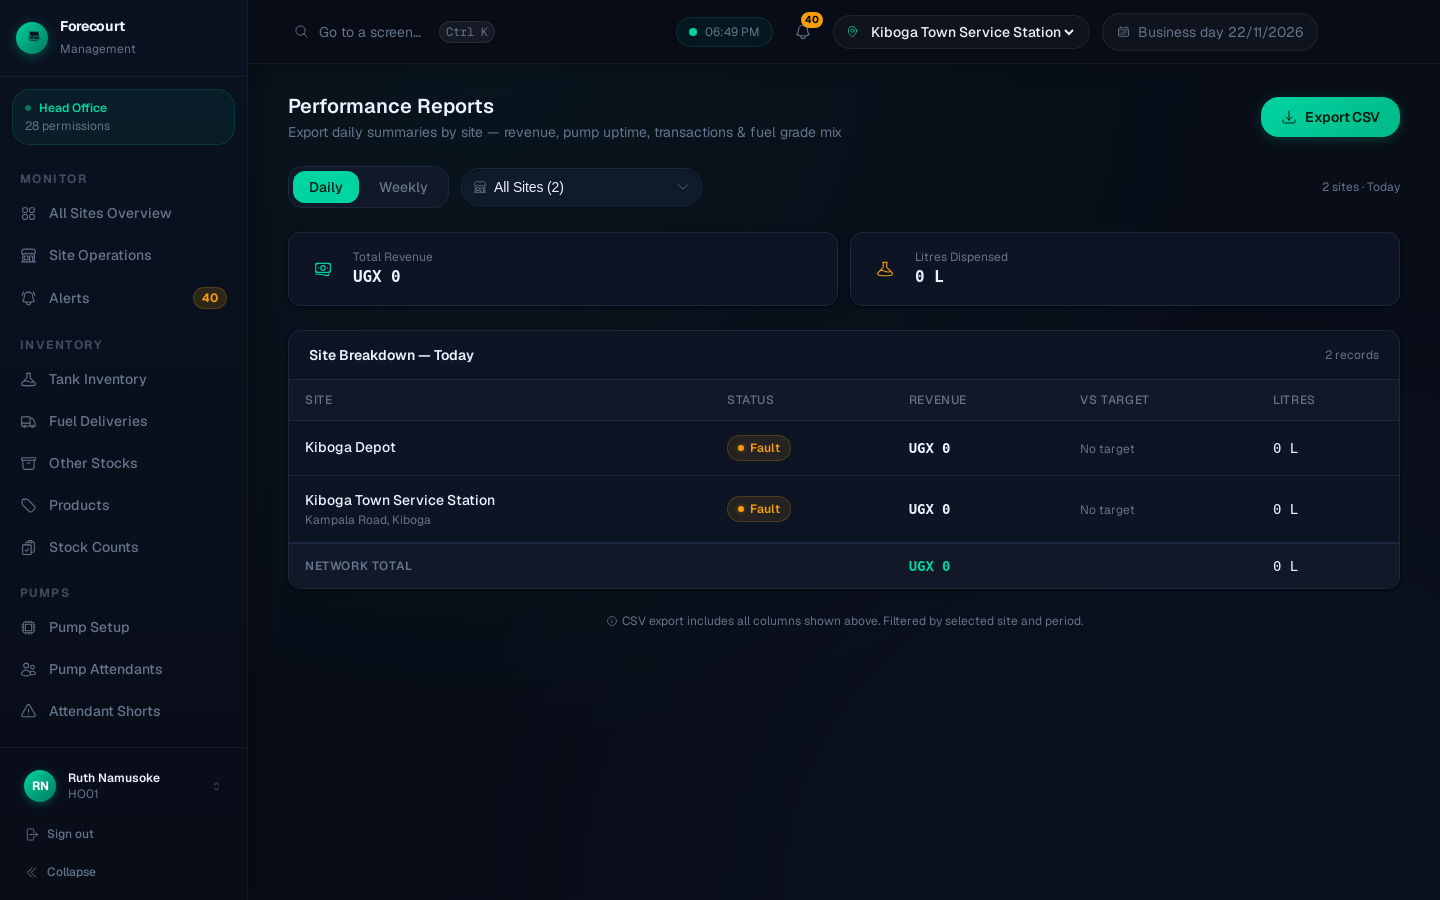 Forecourt
Management
Head Office
28 permissions
MONITOR
All Sites Overview
Site Operations
Alerts 40
INVENTORY
Tank Inventory
Fuel Deliveries
Other Stocks
Products
Stock Counts
PUMPS
Pump Setup
Pump Attendants
Attendant Shorts
RN Ruth Namusoke
HO01
Sign out
Collapse
Go to a screen... Ctrl K
06:49 PM
40
Kiboga Town Service Station
Business day 22/11/2026
Performance Reports
Export daily summaries by site — revenue, pump uptime, transactions & fuel grade mix
Export CSV
Daily Weekly All Sites (2)
2 sites · Today
Total Revenue
UGX 0
Litres Dispensed
0 L
Site Breakdown — Today 2 records
SITE STATUS REVENUE VS TARGET LITRES
Kiboga Depot Fault UGX 0 No target 0 L
Kiboga Town Service Station Fault UGX 0 No target 0 L
Kampala Road, Kiboga
NETWORK TOTAL UGX 0 0 L
CSV export includes all columns shown above. Filtered by selected site and period.